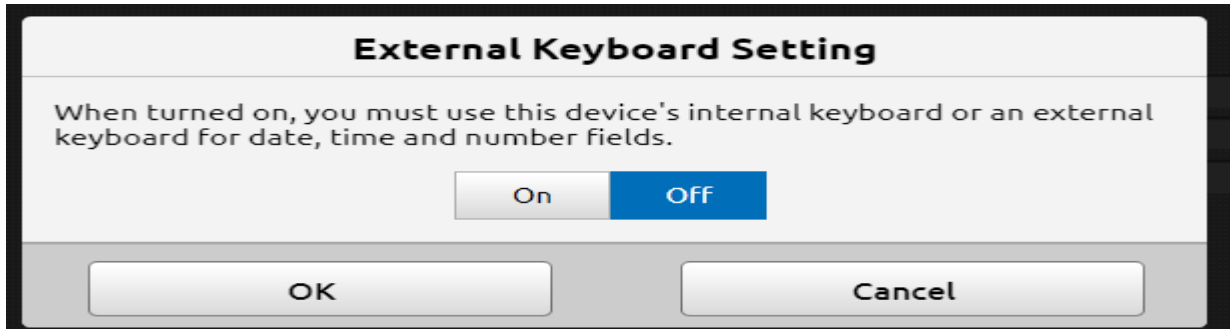 External Keyboard Setting
When turned on, you must use this device's internal keyboard or an external
keyboard for date, time and number fields.
On Off
OK Cancel